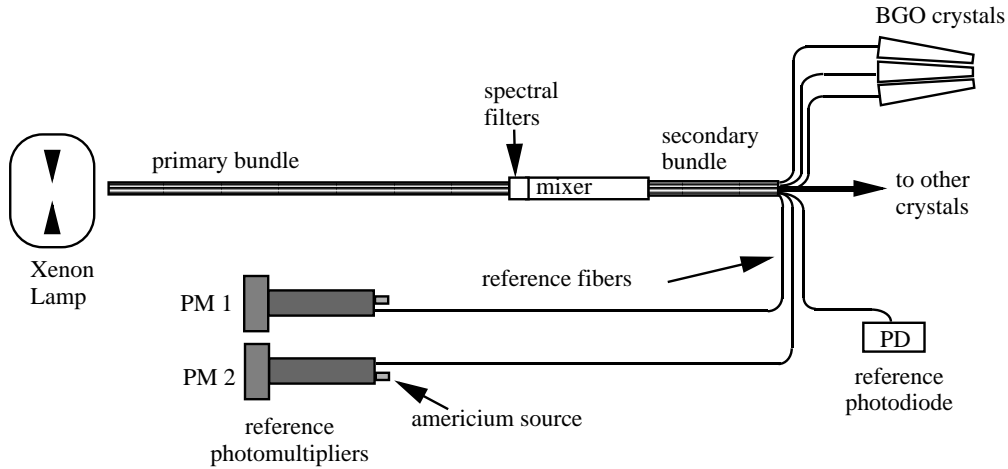 BGO crystals
spectral
filters
secondary
bundle
primary bundle
mixer
to other
crystals
Xenon
Lamp
reference fibers
PM 1
PD
PM 2
reference
photodiode
americium source
reference
photomultipliers